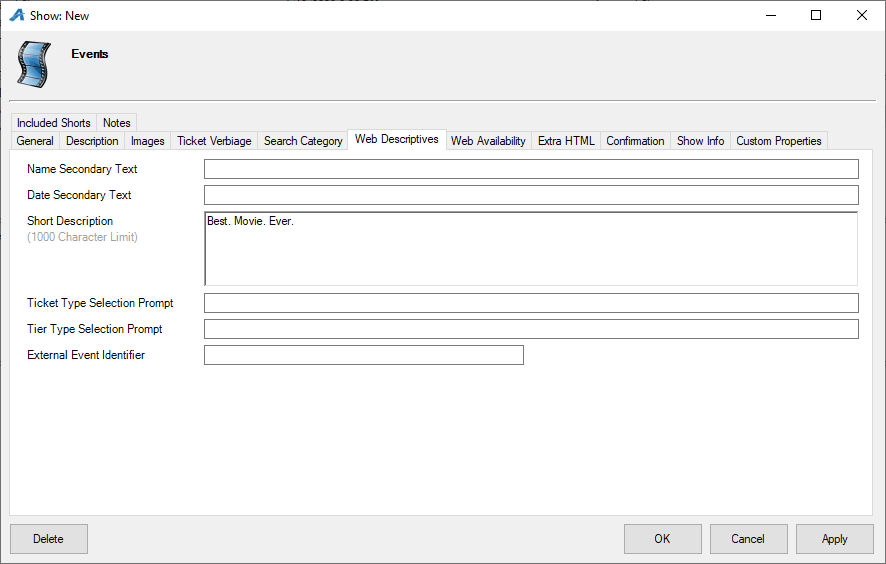 Show: New
Events
Included Shorts Notes
General Description Images Ticket Verbiage Search Category Web Descriptives Web Availability Extra HTML Confirmation Show Info Custom Properties
Name Secondary Text
Date Secondary Text
Short Description Best. Movie. Ever.
(1000 Character Limit)
Ticket Type Selection Prompt
Tier Type Selection Prompt
External Event Identifier
Delete OK Cancel Apply